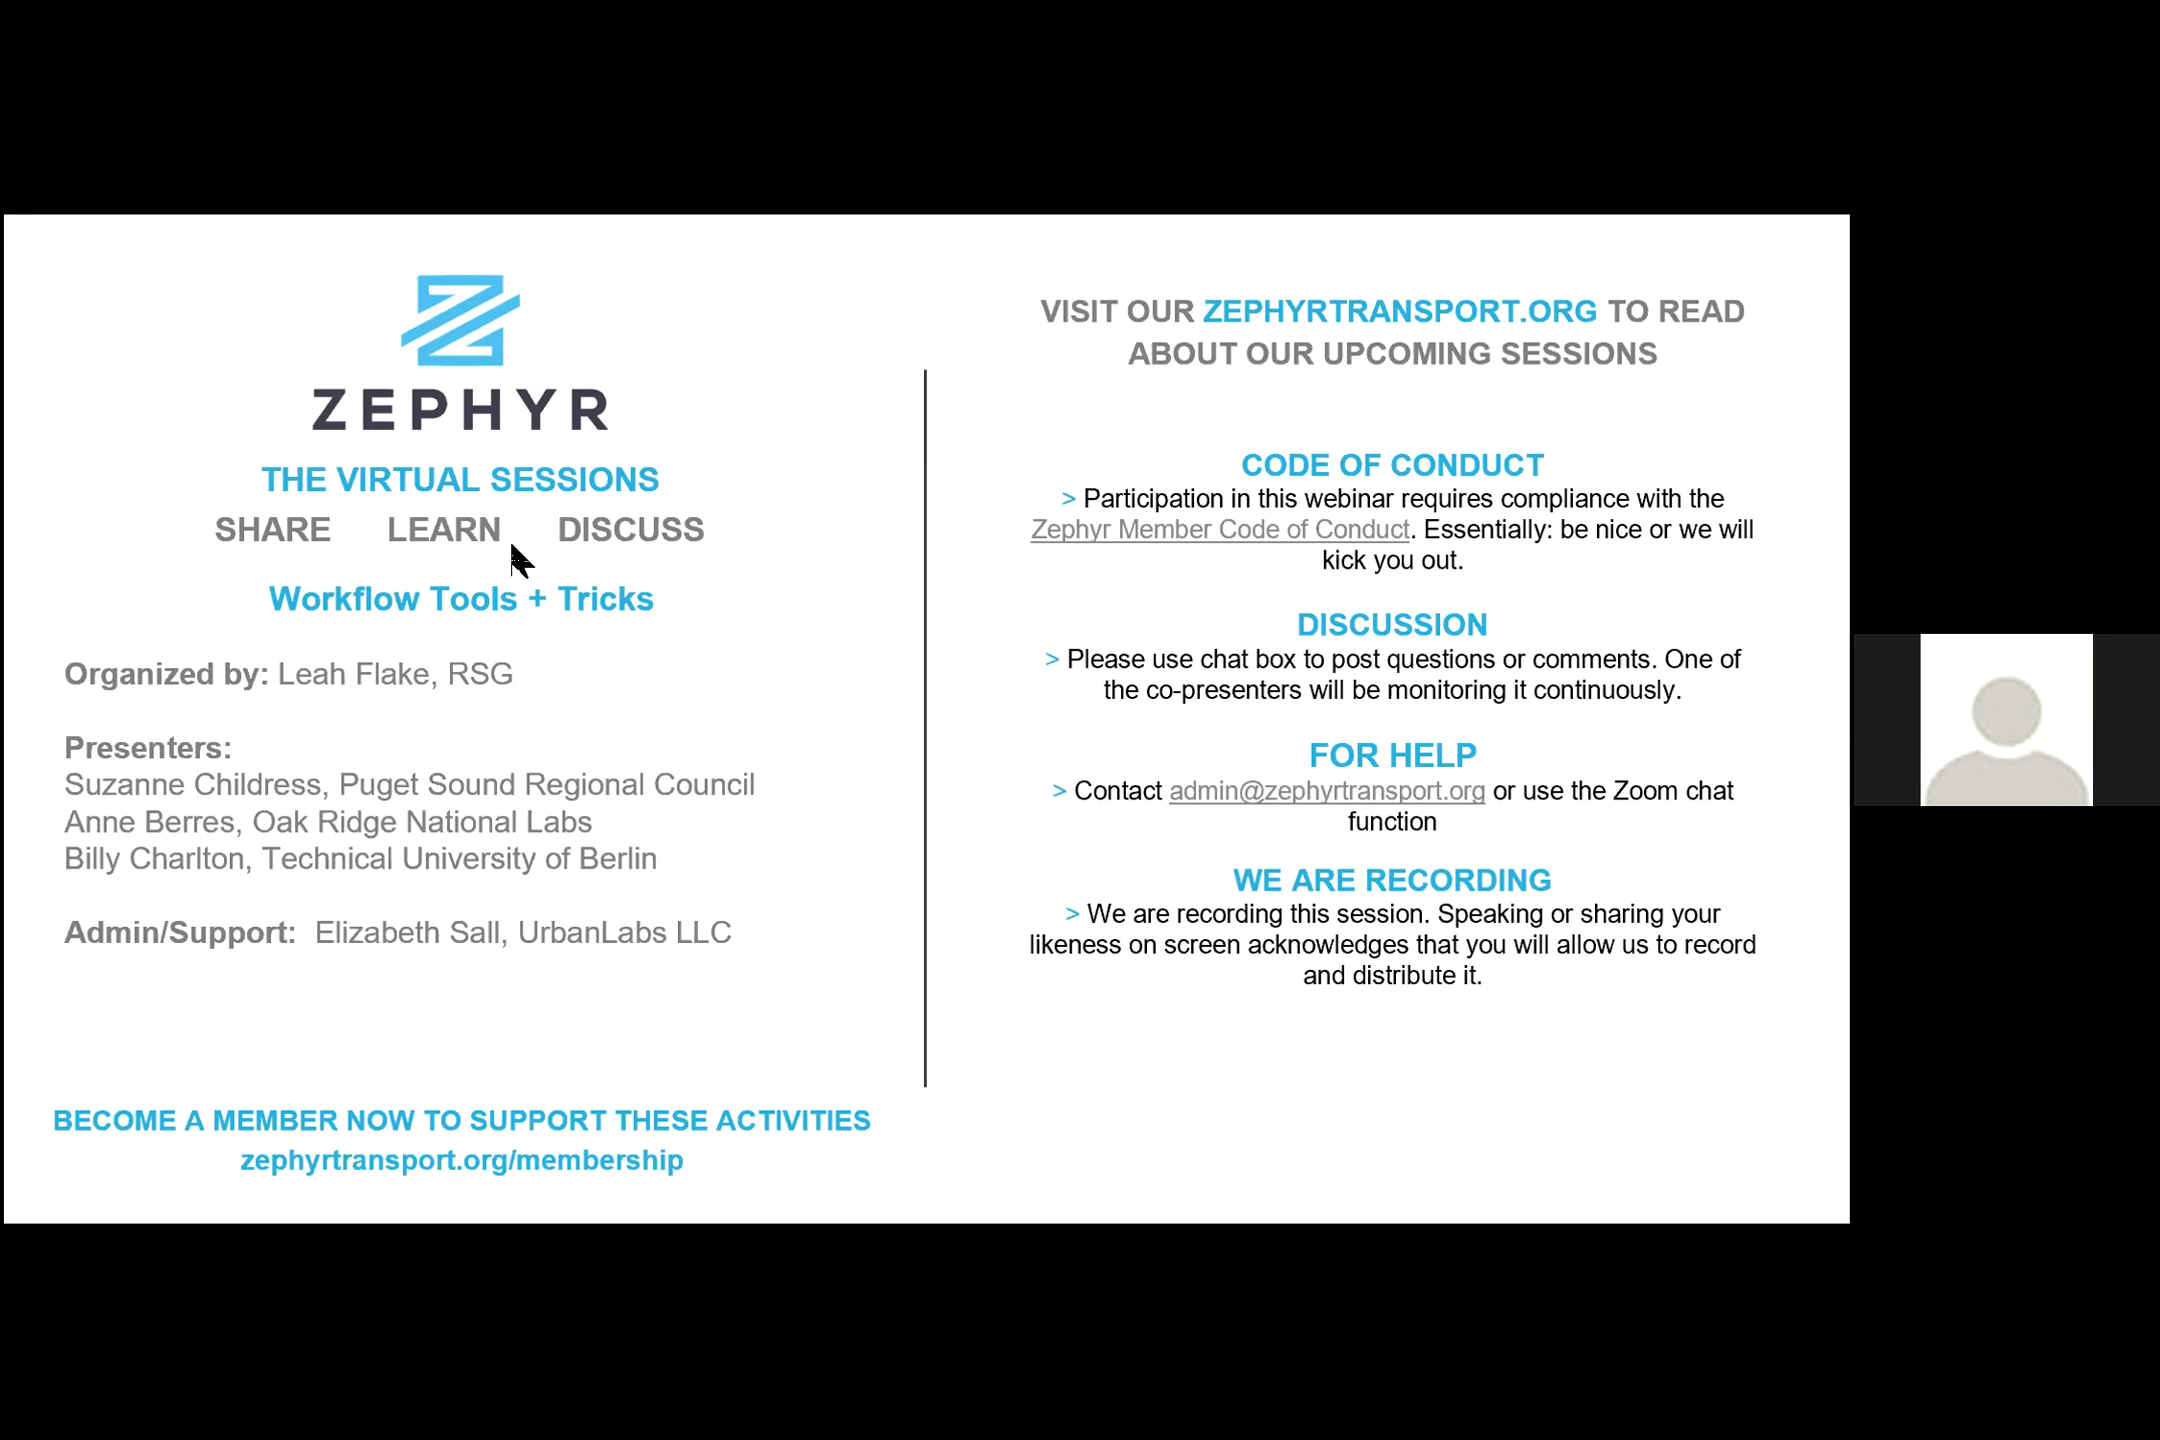 ZEPHYR
THE VIRTUAL SESSIONS
SHARE LEARN DISCUSS
Workflow Tools + Tricks
Organized by: Leah Flake, RSG
Presenters:
Suzanne Childress, Puget Sound Regional Council
Anne Berres, Oak Ridge National Labs
Billy Charlton, Technical University of Berlin
Admin/Support: Elizabeth Sall, UrbanLabs LLC
BECOME A MEMBER NOW TO SUPPORT THESE ACTIVITIES
zephyrtransport.org/membership
VISIT OUR ZEPHYRTRANSPORT.ORG TO READ
ABOUT OUR UPCOMING SESSIONS
CODE OF CONDUCT
> Participation in this webinar requires compliance with the
Zephyr Member Code of Conduct. Essentially: be nice or we will
kick you out.
DISCUSSION
> Please use chat box to post questions or comments. One of
the co-presenters will be monitoring it continuously.
FOR HELP
> Contact admin@zephyrtransport.org or use the Zoom chat
function
WE ARE RECORDING
> We are recording this session. Speaking or sharing your
likeness on screen acknowledges that you will allow us to record
and distribute it.